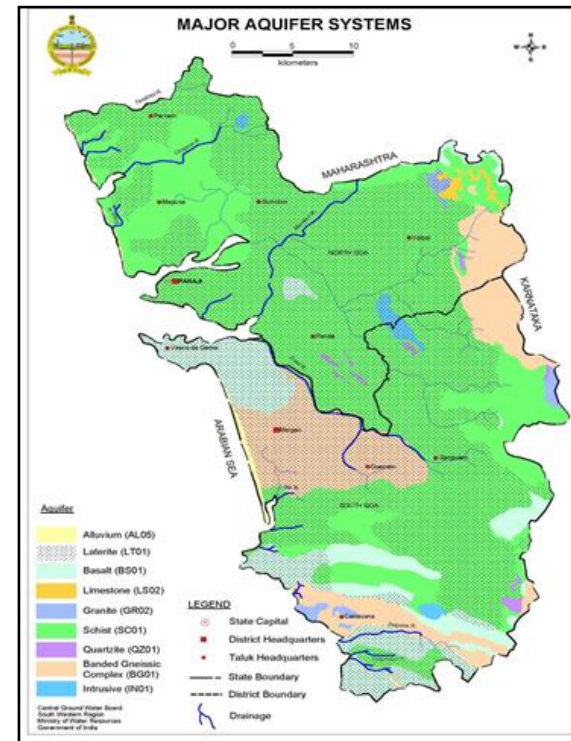 MAJOR AQUIFER SYSTEMS
0 5 10
kilometers
N
W E
S
Pernem
MAHARASHTRA
Mapusa
Bicholim
NORTH GOA
Valpoi
PANAJI
KARNATAKA
Vasco da Gama
Ponda
ARABIAN SEA
Margao
Quepem
Sanguem
SOUTH GOA
Canacona
Aquifer
Alluvium (AL05)
Laterite (LT01)
Basalt (BS01)
Limestone (LS02)
Granite (GR02)
Schist (SC01)
Quartzite (QZ01)
Banded Gneissic
Complex (BG01)
Intrusive (IN01)
LEGEND
State Capital
District Headquarters
Taluk Headquarters
State Boundary
District Boundary
Drainage
Central Ground Water Board
South Western Region
Ministry of Water Resources
Government of India